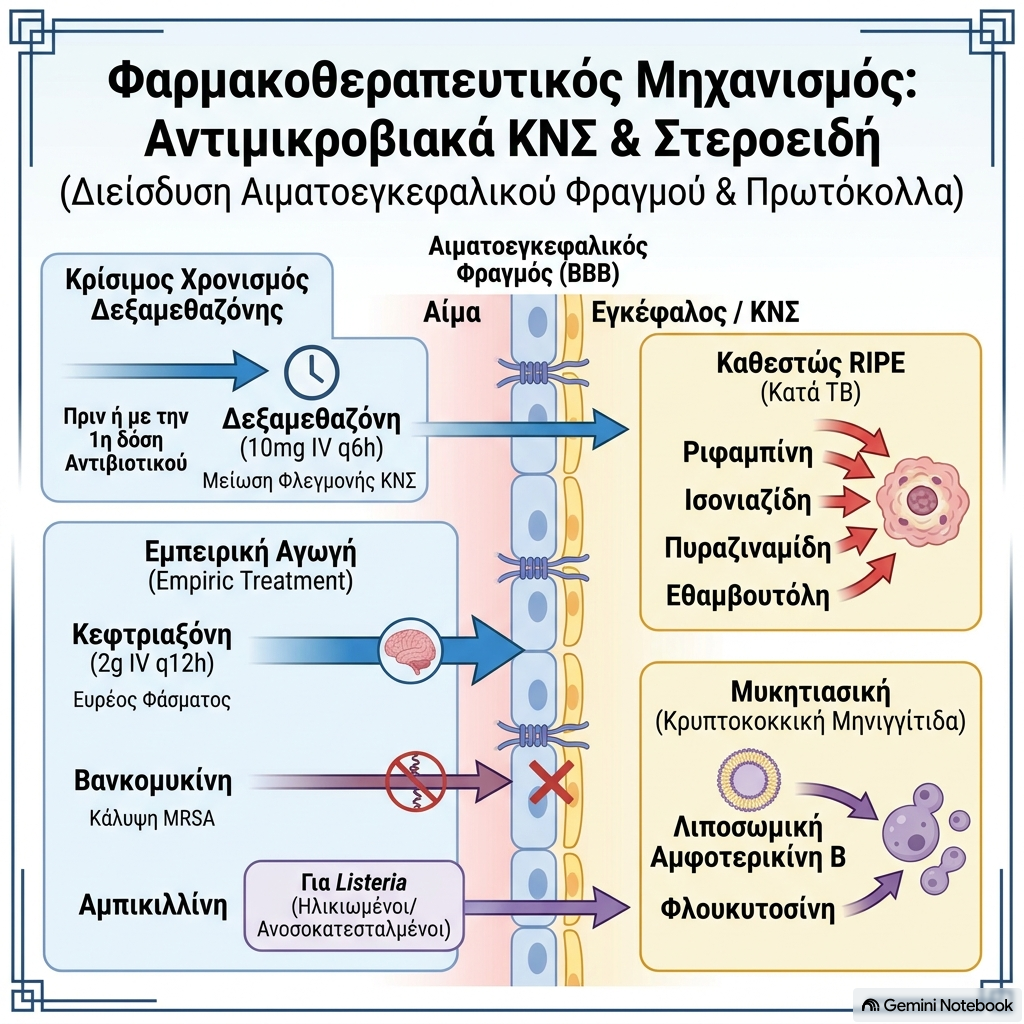 Φαρμακοθεραπευτικός Μηχανισμός:
Αντιμικροβιακά ΚΝΣ & Στεροειδή
(Διείσδυση Αιματοεγκεφαλικού Φραγμού & Πρωτόκολλα)
Κρίσιμος Χρονισμός
Δεξαμεθαζόνης
Πριν ή με την
1η δόση
Αντιβιοτικού
Δεξαμεθαζόνη
(10mg IV q6h)
Μείωση Φλεγμονής ΚΝΣ
Αιματοεγκεφαλικός
Φραγμός (BBB)
Αίμα
Εγκέφαλος / ΚΝΣ
Καθεστώς RIPE
(Κατά TB)
Ριφαμπίνη
Ισονιαζίδη
Πυραζιναμίδη
Εθαμβουτόλη
Εμπειρική Αγωγή
(Empiric Treatment)
Κεφτριαξόνη
(2g IV q12h)
Ευρέος Φάσματος
Βανκομυκίνη
Κάλυψη MRSA
Αμπικιλλίνη
Για Listeria
(Ηλικιωμένοι/
Ανοσοκατεσταλμένοι)
Μυκητιασική
(Κρυπτοκοκκική Μηνιγγίτιδα)
Λιποσωμική
Αμφοτερικίνη Β
Φλουκυτοσίνη
Gemini Notebook